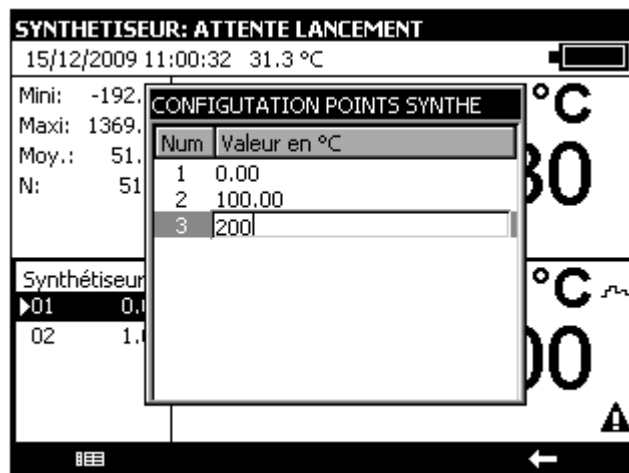 SYNTHETISEUR: ATTENTE LANCEMENT
15/12/2009 11:00:32 31.3 °C
Mini: -192.
Maxi: 1369.
Moy.: 51.
N: 51
°C
30
CONFIGUTATION POINTS SYNTHE
Num Valeur en °C
1 0.00
2 100.00
3 200
Synthétiseur
01 0.0
02 1.0
°C
00